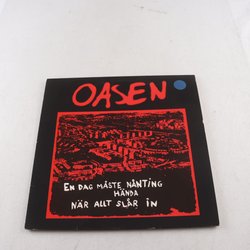 OASEN
EN DAG MÅSTE NÅNTING
HÄNDA
NÄR ALLT SLÅR IN